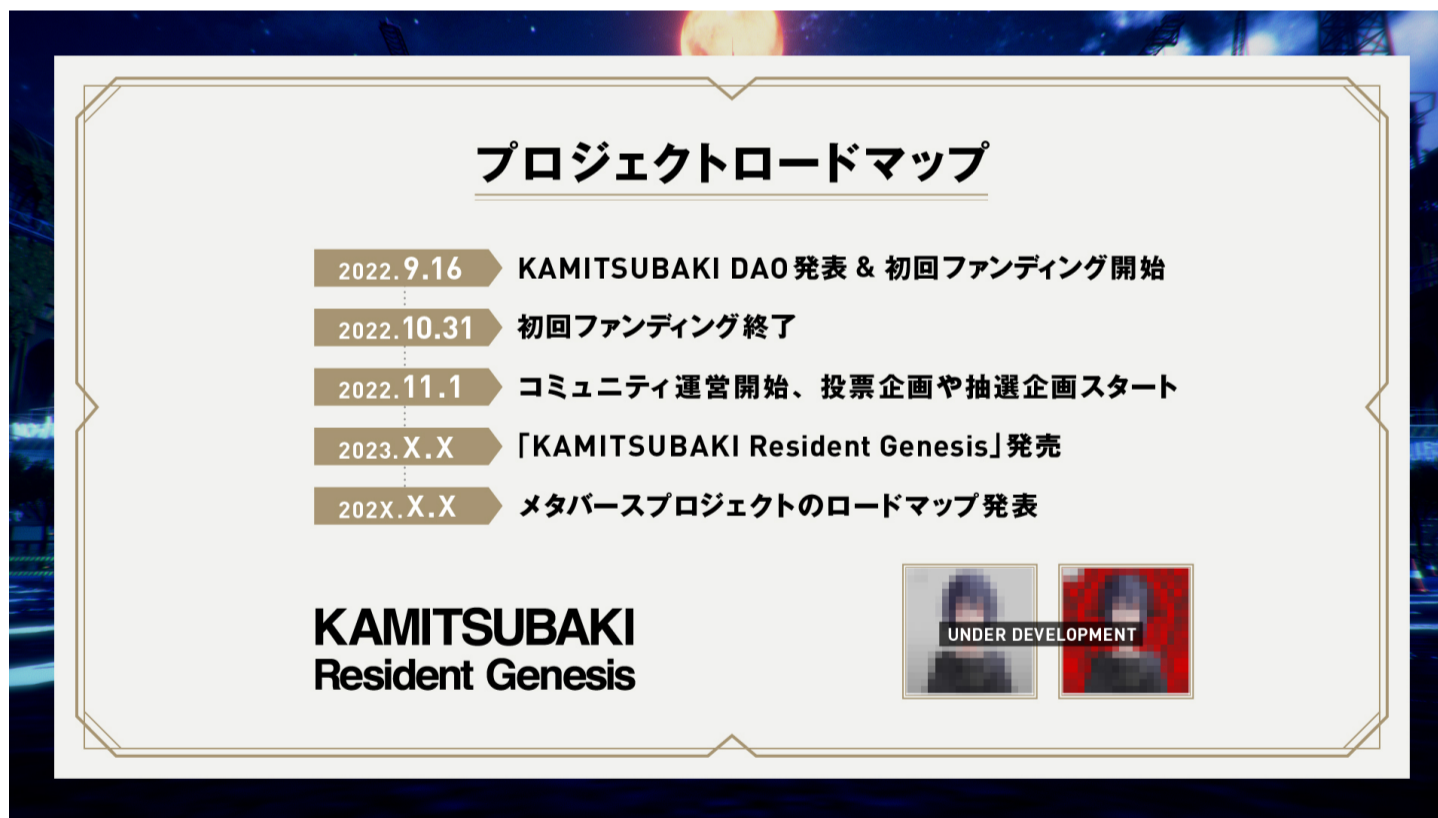 プロジェクトロードマップ
2022.9.16 KAMITSUBAKI DAO発表 & 初回ファンディング開始
2022.10.31 初回ファンディング終了
2022.11.1 コミュニティ運営開始、投票企画や抽選企画スタート
2023.X.X 「KAMITSUBAKI Resident Genesis」発売
202X.X.X メタバースプロジェクトのロードマップ発表
KAMITSUBAKI
Resident Genesis
UNDER DEVELOPMENT